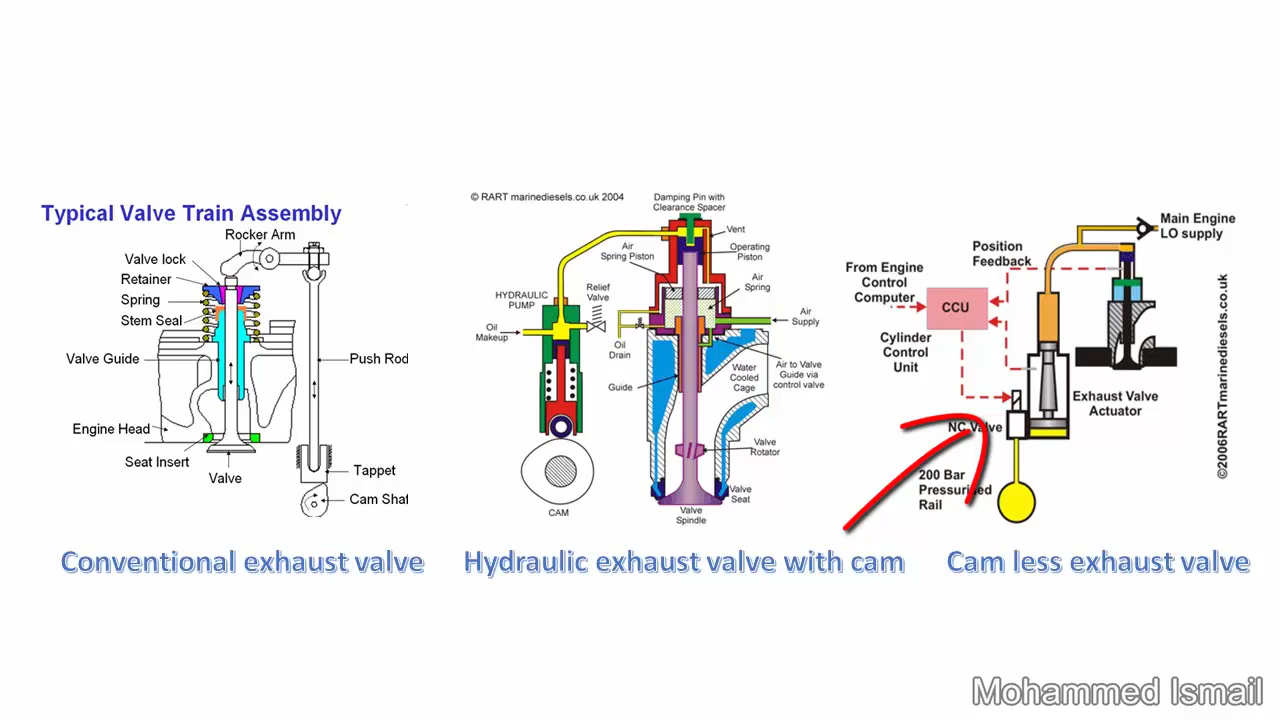 Typical Valve Train Assembly
Rocker Arm
Valve lock
Retainer
Spring
Stem Seal
Valve Guide
Push Rod
Engine Head
Seat Insert
Valve
Tappet
Cam Shaf
Conventional exhaust valve
© RART marinediesels.co.uk 2004
Damping Pin with
Clearance Spacer
Vent
Air
Spring Piston
Operating
Piston
Air
Spring
HYDRAULIC
PUMP
Relief
Valve
Oil
Makeup
Air
Supply
Oil
Drain
Guide
Water
Cooled
Cage
Air to Valve
Guide via
control valve
Valve
Rotator
Valve
Seat
CAM
Valve
Spindle
Hydraulic exhaust valve with cam
Main Engine
LO supply
Position
Feedback
From Engine
Control
Computer
CCU
Cylinder
Control
Unit
Exhaust Valve
Actuator
NC Valve
200 Bar
Pressurised
Rail
©2006RARTmarinediesels.co.uk
Cam less exhaust valve
Mohammed Ismail